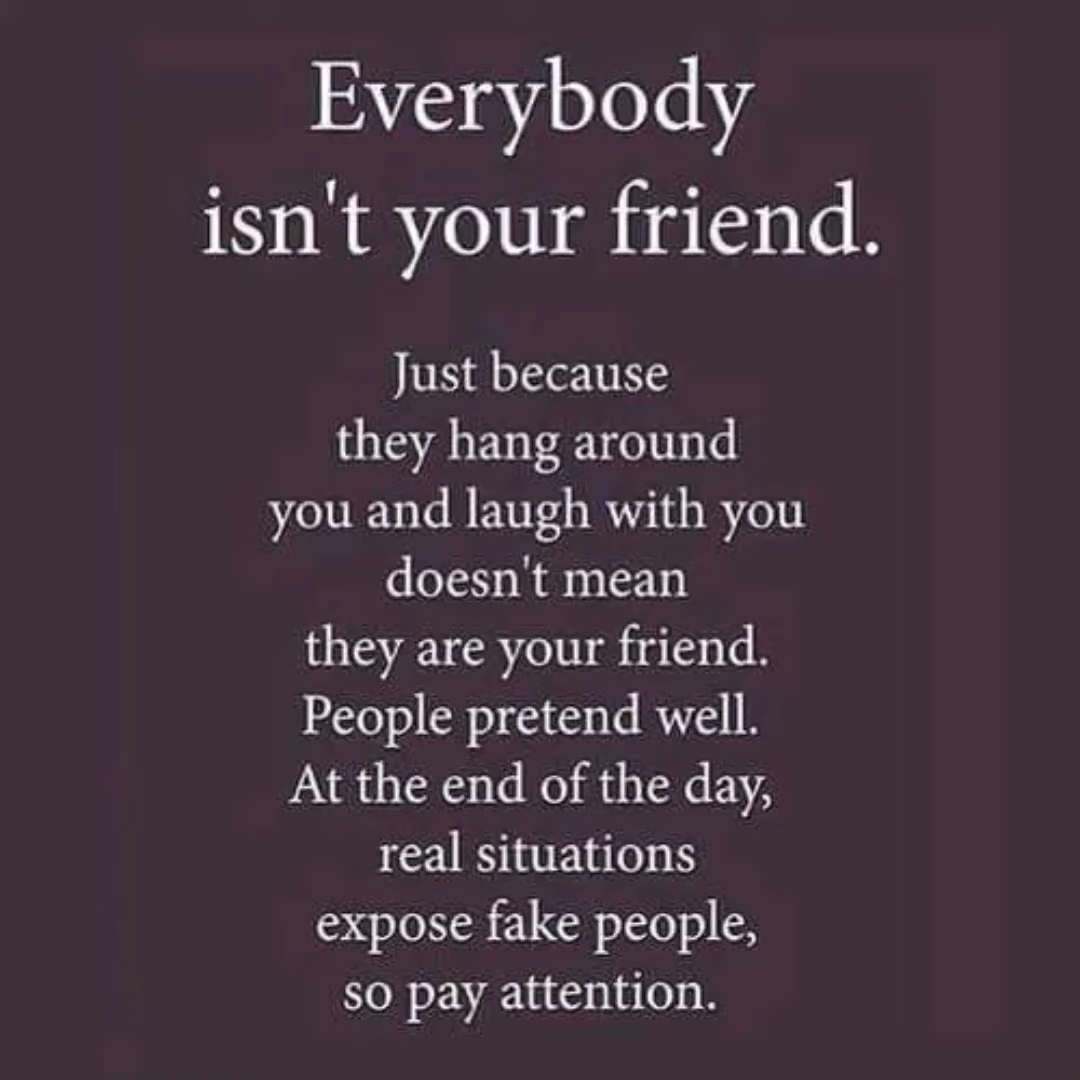 Everybody
isn't your friend.
Just because
they hang around
you and laugh with you
doesn't mean
they are your friend.
People pretend well.
At the end of the day,
real situations
expose fake people,
so pay attention.